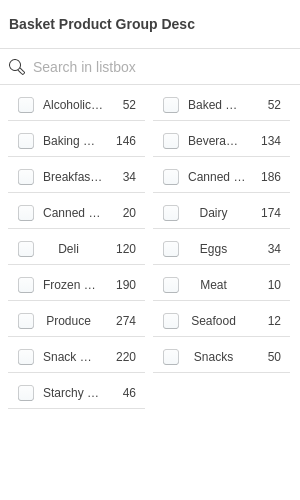 Basket Product Group Desc
Search in listbox
Alcoholic... 52 Baked ... 52
Baking ... 146 Bevera... 134
Breakfas... 34 Canned ... 186
Canned ... 20 Dairy 174
Deli 120 Eggs 34
Frozen ... 190 Meat 10
Produce 274 Seafood 12
Snack ... 220 Snacks 50
Starchy ... 46